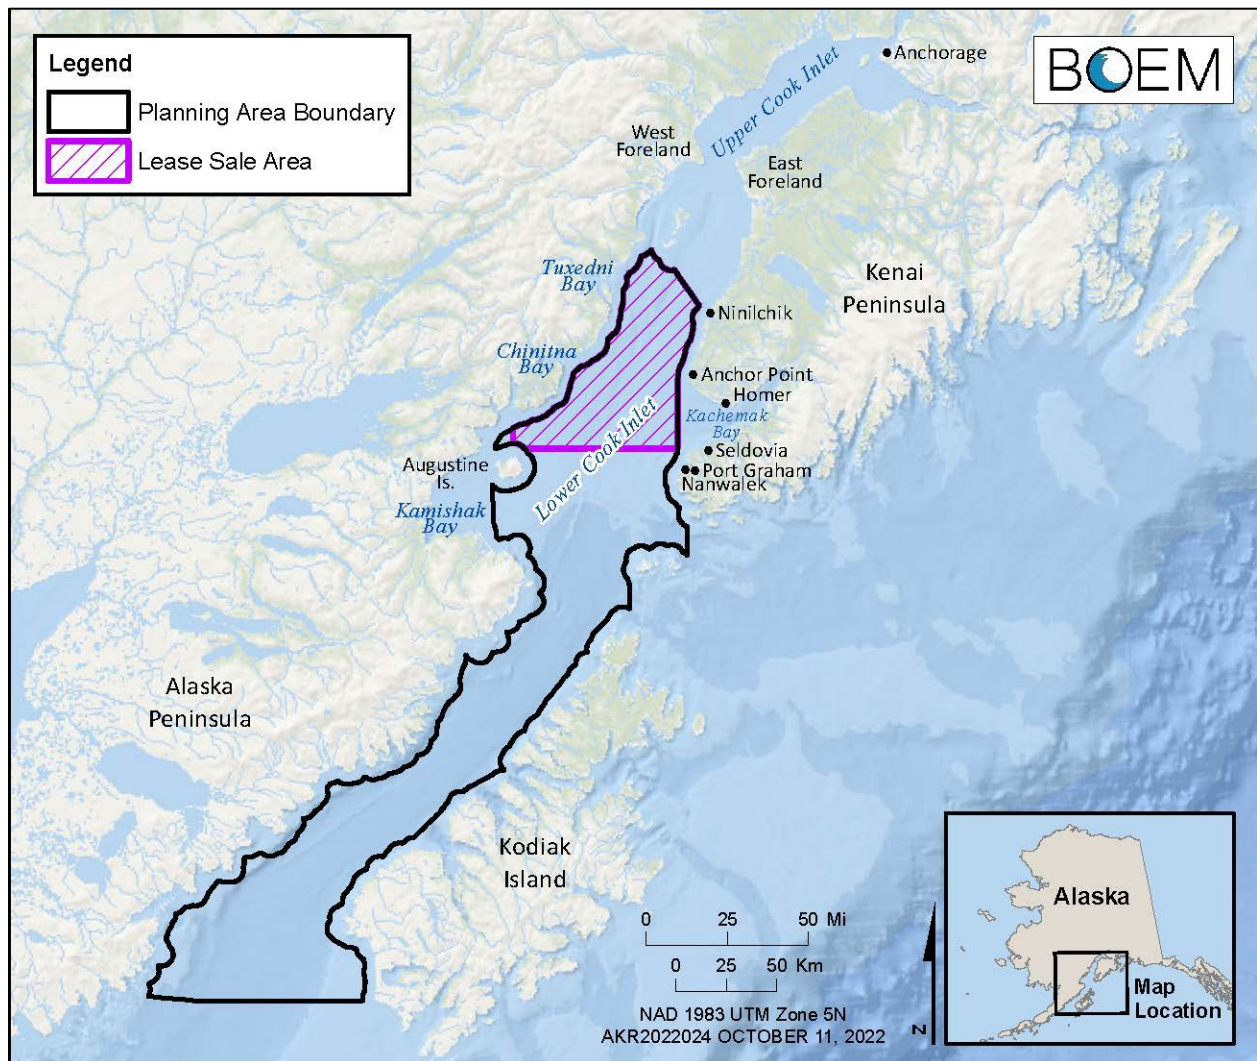 Legend
Planning Area Boundary
Lease Sale Area
BOEM
Anchorage
Upper Cook Inlet
West
Foreland
East
Foreland
Tuxedni
Bay
Kenai
Peninsula
Ninilchik
Chinitna
Bay
Anchor Point
Homer
Kachemak
Bay
Lower Cook Inlet
Seldovia
Augustine
Is.
Port Graham
Nanwalek
Kamishak
Bay
Alaska
Peninsula
Kodiak
Island
0 25 50 Mi
0 25 50 Km
NAD 1983 UTM Zone 5N
AKR2022024 OCTOBER 11, 2022
N
Alaska
Map
Location